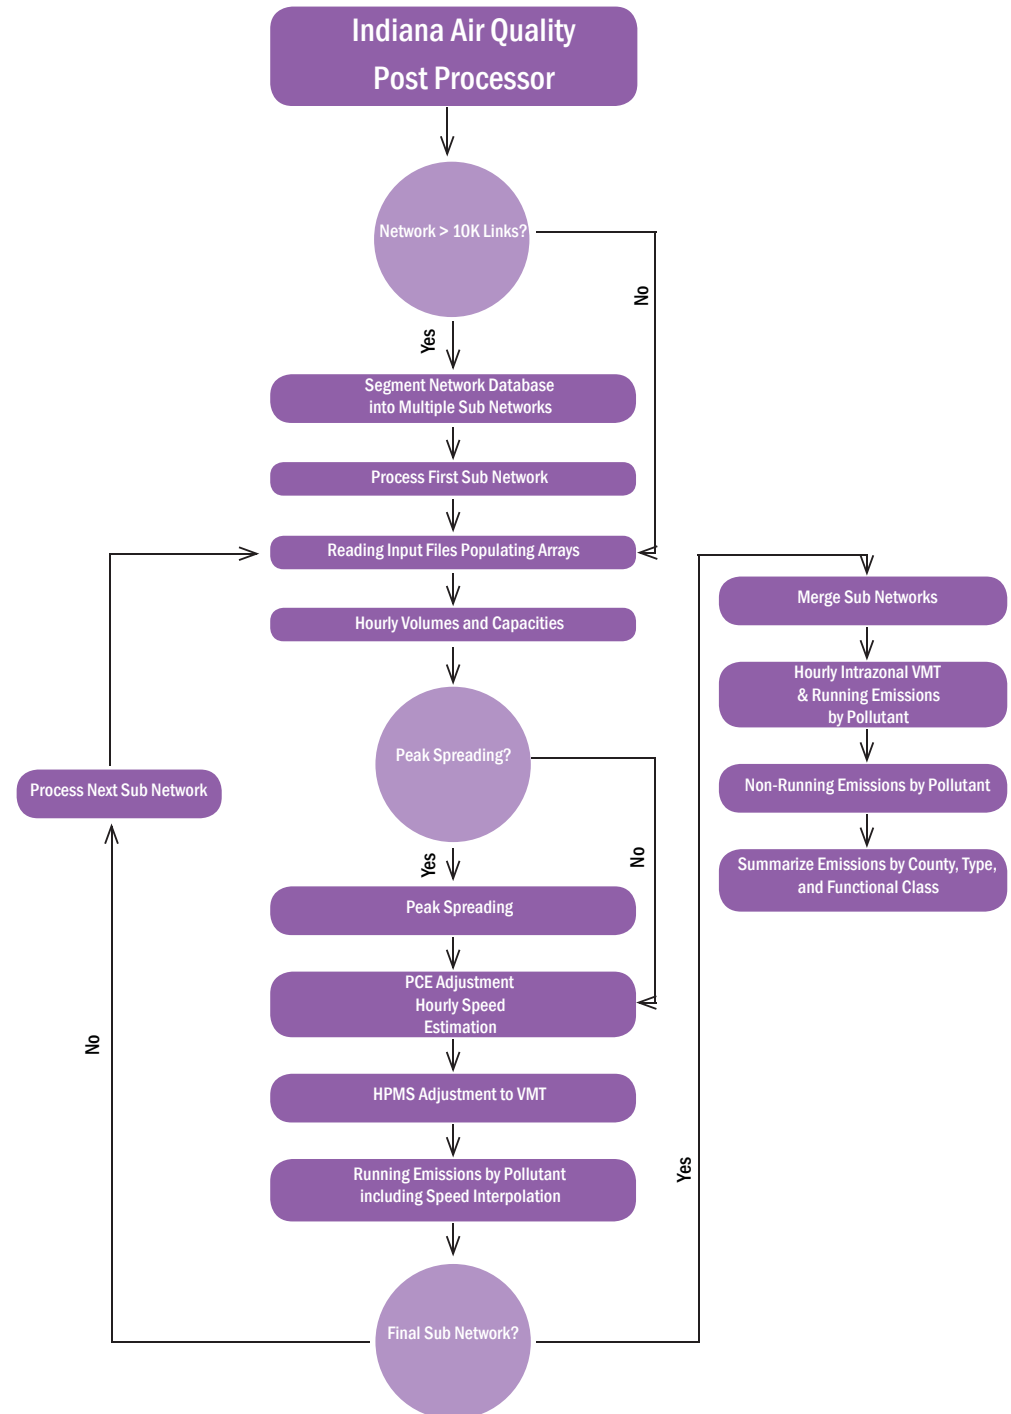 Indiana Air Quality
Post Processor
Network > 10K Links?
No
Yes
Segment Network Database
into Multiple Sub Networks
Process First Sub Network
Reading Input Files Populating Arrays
Hourly Volumes and Capacities
Peak Spreading?
No
Yes
Peak Spreading
PCE Adjustment
Hourly Speed
Estimation
HPMS Adjustment to VMT
Running Emissions by Pollutant
including Speed Interpolation
Final Sub Network?
No
Process Next Sub Network
Yes
Merge Sub Networks
Hourly Intrazonal VMT
& Running Emissions
by Pollutant
Non-Running Emissions by Pollutant
Summarize Emissions by County, Type,
and Functional Class